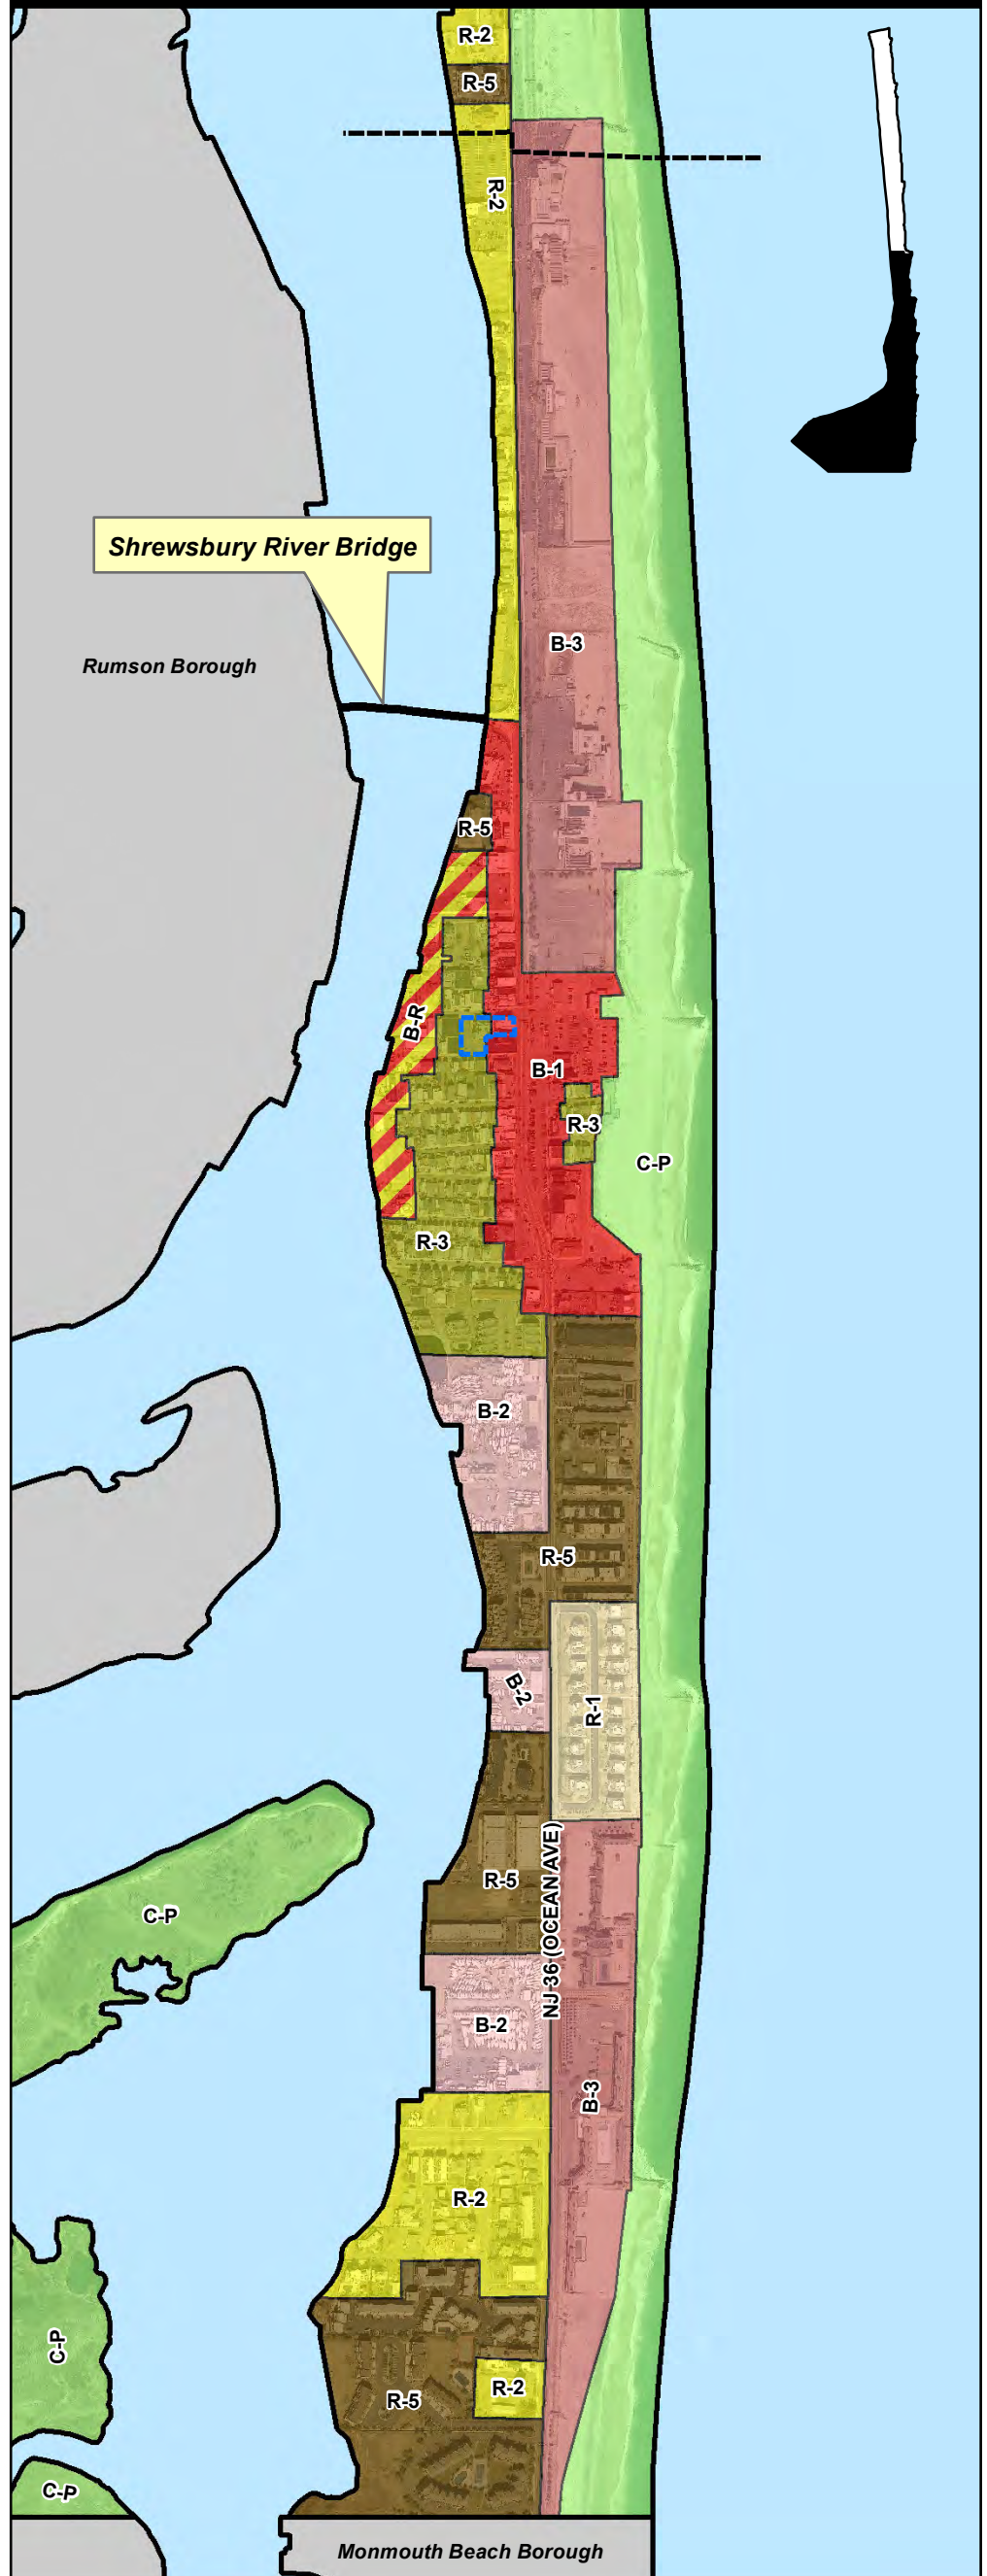 R-2
R-5
R-2
Shrewsbury River Bridge
B-3
Rumson Borough
R-5
B-R
B-1
R-3
C-P
R-3
B-2
R-5
B-2
R-1
R-5
NJ 36 (OCEAN AVE)
C-P
B-2
B-3
R-2
C-P
R-2
R-5
C-P
Monmouth Beach Borough